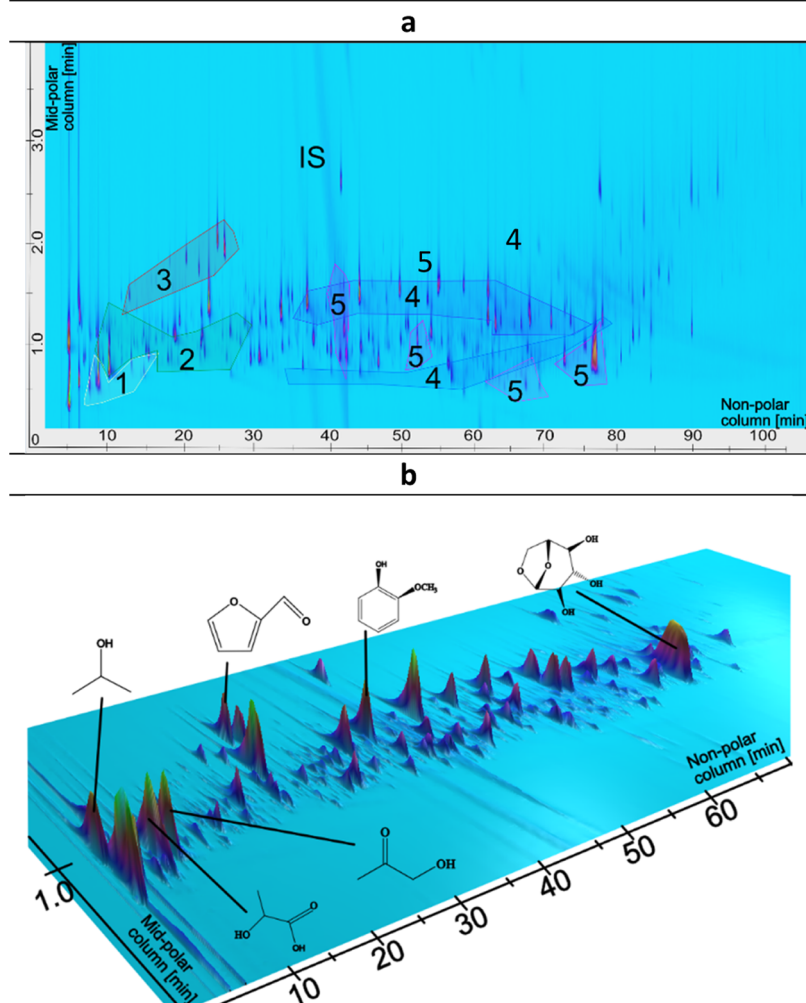 a
Mid-polar
column [min]
3.0
2.0
1.0
0
IS
4
5
3
4
5
1
2
5
4
5
5
Non-polar
column [min]
10 20 30 40 50 60 70 80 90 100
b
OH
O
O
OH
OCH₃
O
O
OH
OH
OH
Non-polar
column [min]
60
50
40
30
20
10
1.0
Mid-polar
column [min]
O
OH
HO
O
OH